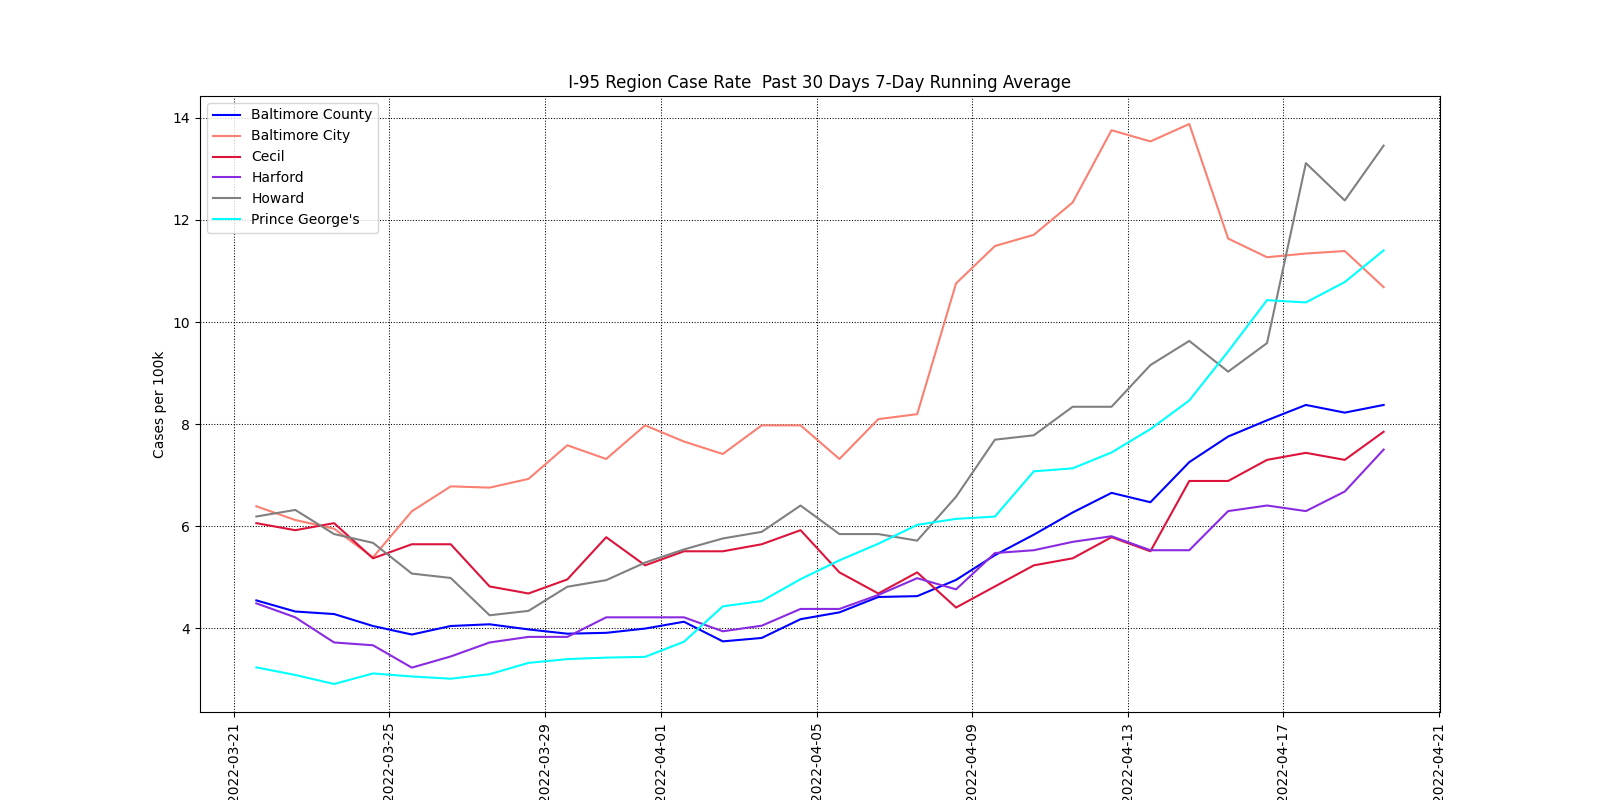 I-95 Region Case Rate  Past 30 Days 7-Day Running Average
Baltimore County
Baltimore City
Cecil
Harford
Howard
Prince George's
14
12
10
8
6
4
Cases per 100k
2022-03-21
2022-03-25
2022-03-29
2022-04-01
2022-04-05
2022-04-09
2022-04-13
2022-04-17
2022-04-21